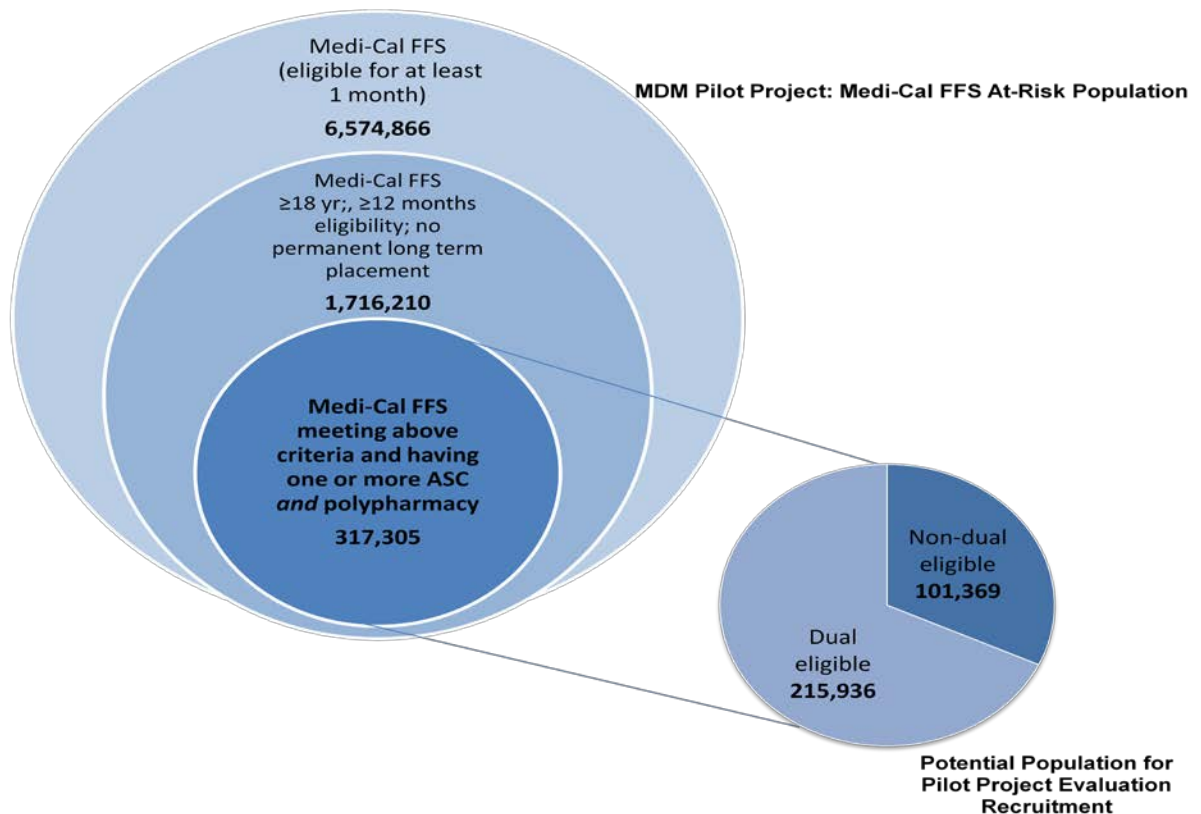 Medi-Cal FFS
(eligible for at least
1 month)
6,574,866
MDM Pilot Project: Medi-Cal FFS At-Risk Population
Medi-Cal FFS
≥18 yr;, ≥12 months
eligibility; no
permanent long term
placement
1,716,210
Medi-Cal FFS
meeting above
criteria and having
one or more ASC
and polypharmacy
317,305
Non-dual
eligible
101,369
Dual
eligible
215,936
Potential Population for
Pilot Project Evaluation
Recruitment